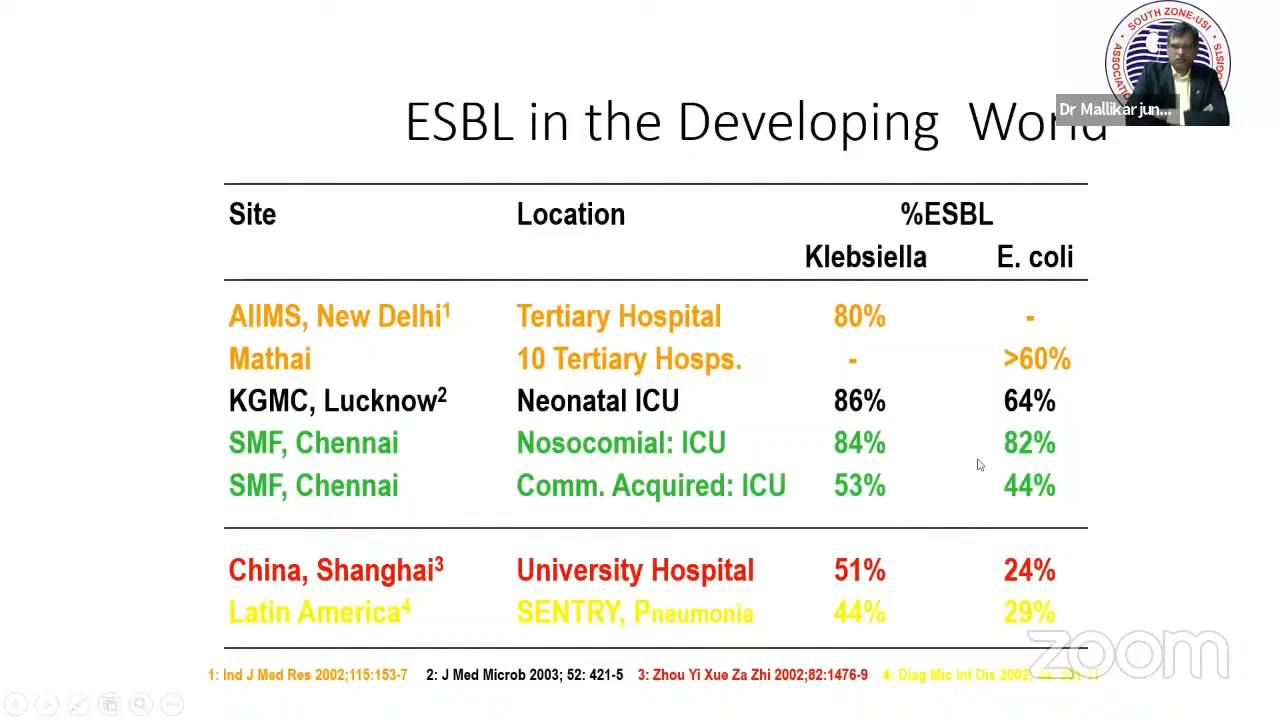 SOUTH ZONE-USI
Dr Mallikarjun...
ESBL in the Developing World
Site Location %ESBL
Klebsiella E. coli
AIIMS, New Delhi1 Tertiary Hospital 80% -
Mathai 10 Tertiary Hosps. - >60%
KGMC, Lucknow2 Neonatal ICU 86% 64%
SMF, Chennai Nosocomial: ICU 84% 82%
SMF, Chennai Comm. Acquired: ICU 53% 44%
China, Shanghai3 University Hospital 51% 24%
Latin America4 SENTRY, Pneumonia 44% 29%
zoom
1: Ind J Med Res 2002;115:153-7 2: J Med Microb 2003; 52: 421-5 3: Zhou Yi Xue Za Zhi 2002;82:1476-9 4: Diag Mic Inf Dis 2002;